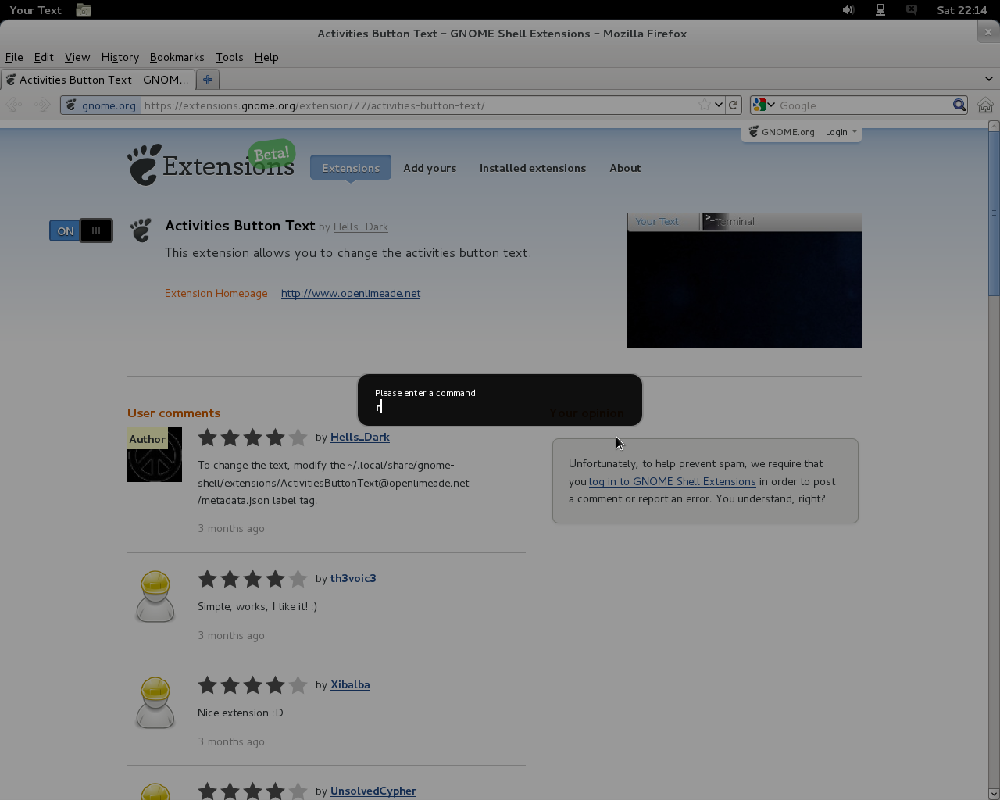 Your Text
Sat 22:14
Activities Button Text – GNOME Shell Extensions – Mozilla Firefox
File Edit View History Bookmarks Tools Help
Activities Button Text - GNOM...
gnome.org https://extensions.gnome.org/extension/77/activities-button-text/
Google
GNOME.org Login
Extensions Beta!
Extensions Add yours Installed extensions About
ON
Activities Button Text by Hells_Dark
This extension allows you to change the activities button text.
Extension Homepage http://www.openlimeade.net
Your Text Terminal
Please enter a command:
r
User comments
Author
by Hells_Dark
To change the text, modify the ~/.local/share/gnome-
shell/extensions/ActivitiesButtonText@openlimeade.net
/metadata.json label tag.
3 months ago
by th3voic3
Simple, works, I like it! :)
3 months ago
by Xibalba
Nice extension :D
3 months ago
by UnsolvedCypher
Your opinion
Unfortunately, to help prevent spam, we require that
you log in to GNOME Shell Extensions in order to post
a comment or report an error. You understand, right?